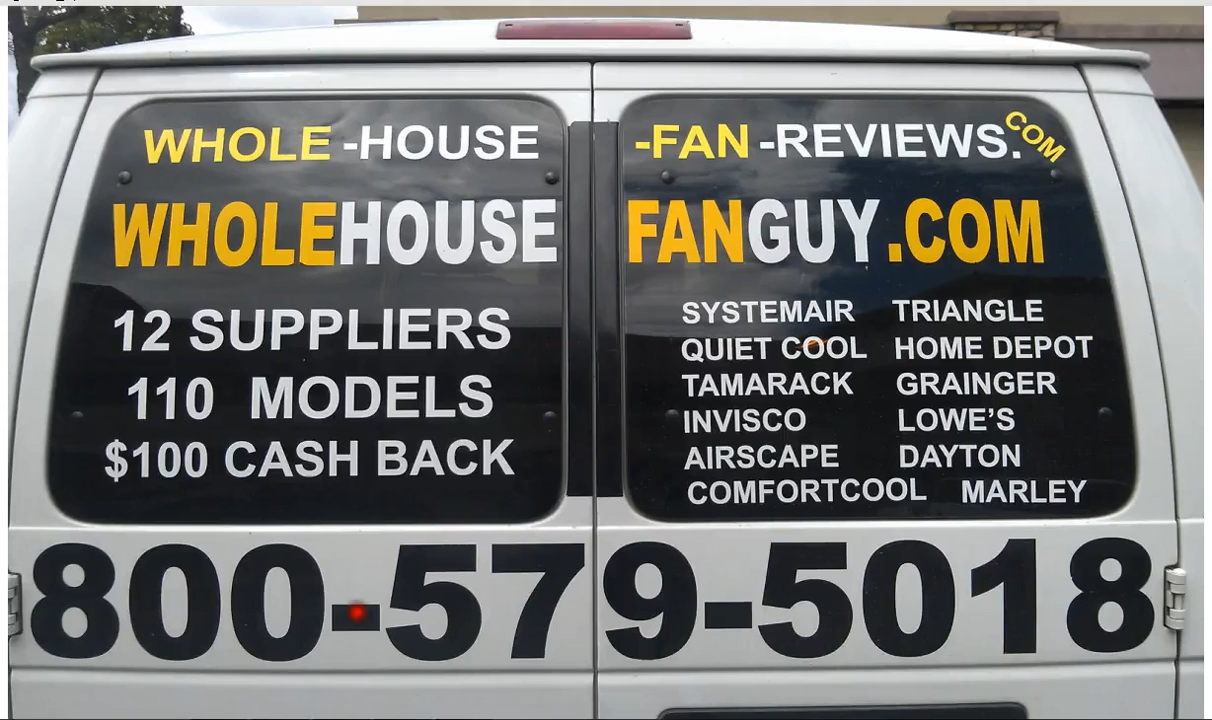 WHOLE -HOUSE -FAN -REVIEWS.COM
WHOLEHOUSE FANGUY.COM
12 SUPPLIERS
110 MODELS
$100 CASH BACK
SYSTEMAIR TRIANGLE
QUIET COOL HOME DEPOT
TAMARACK GRAINGER
INVISCO LOWE'S
AIRSCAPE DAYTON
COMFORTCOOL MARLEY
800-579-5018